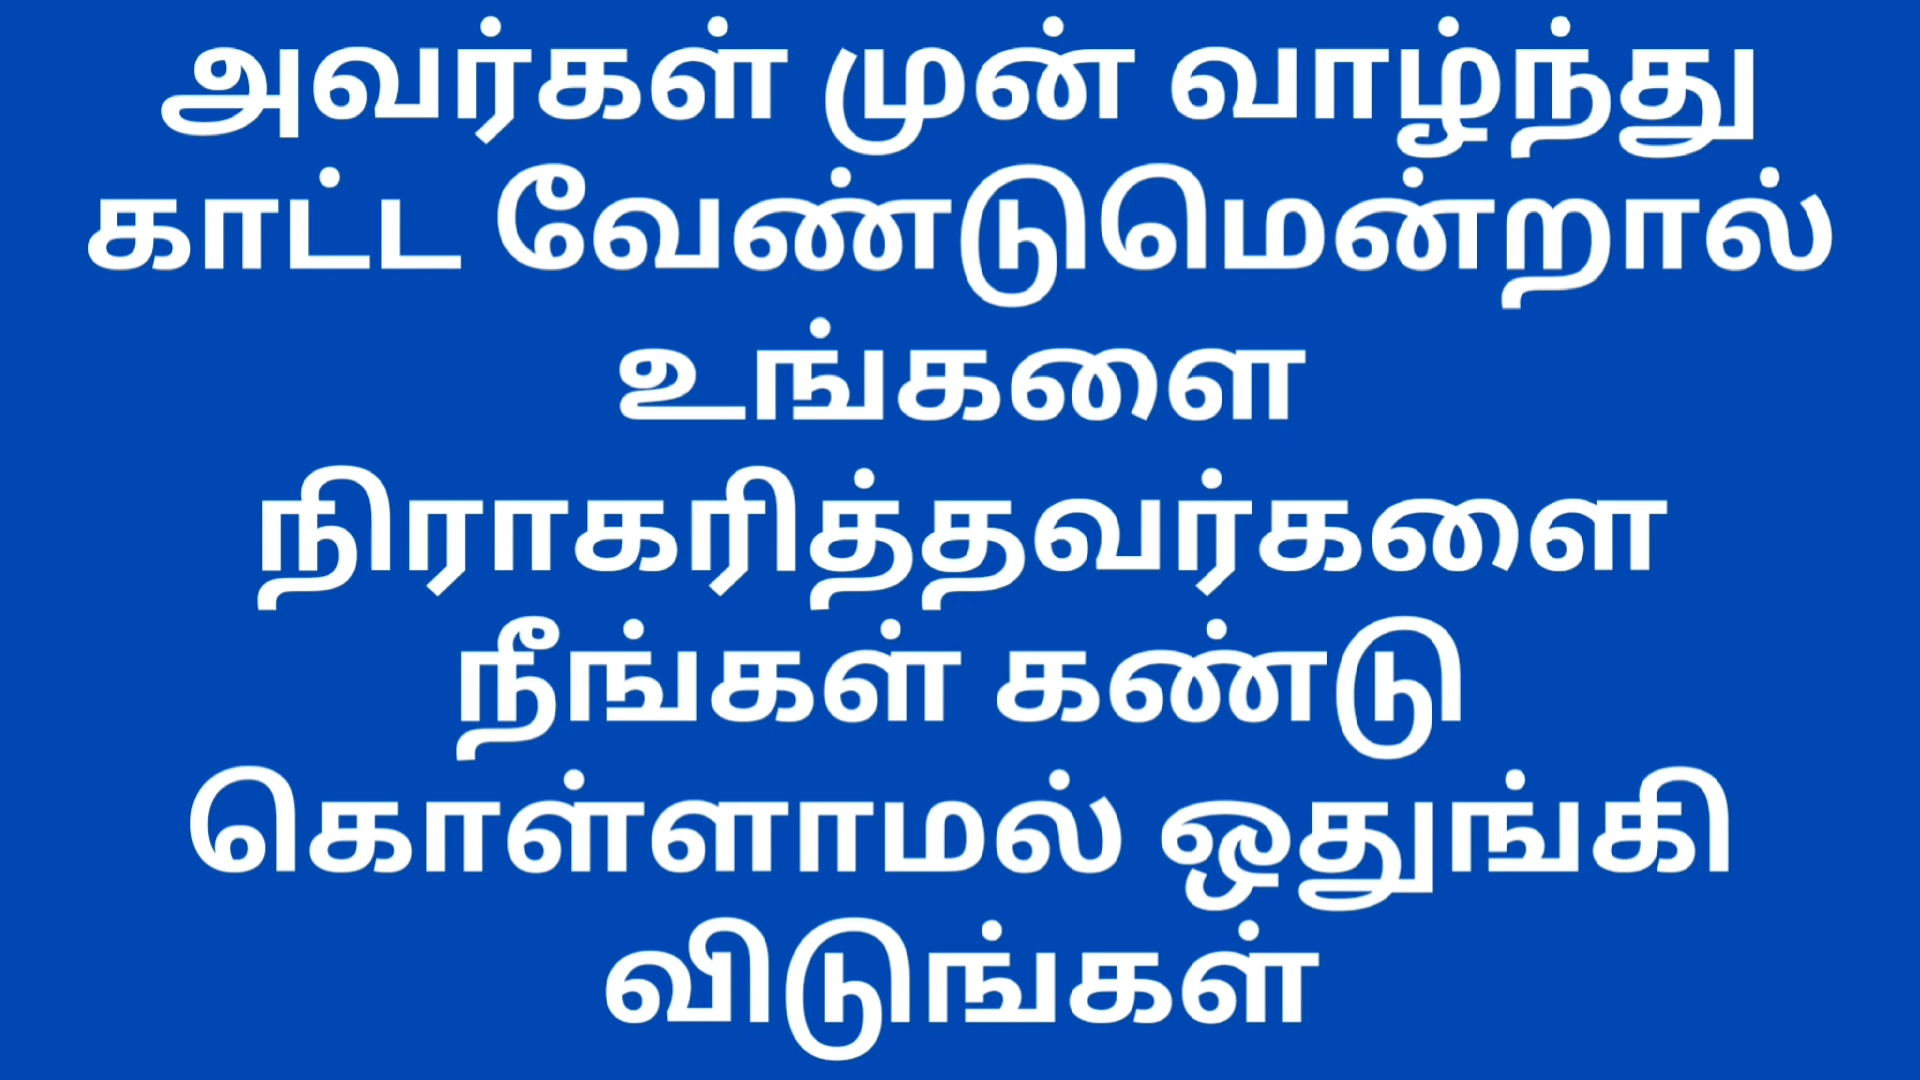 அவர்கள் முன் வாழ்ந்து
காட்ட வேண்டுமென்றால்
உங்களை
நிராகரித்தவர்களை
நீங்கள் கண்டு
கொள்ளாமல் ஒதுங்கி
விடுங்கள்